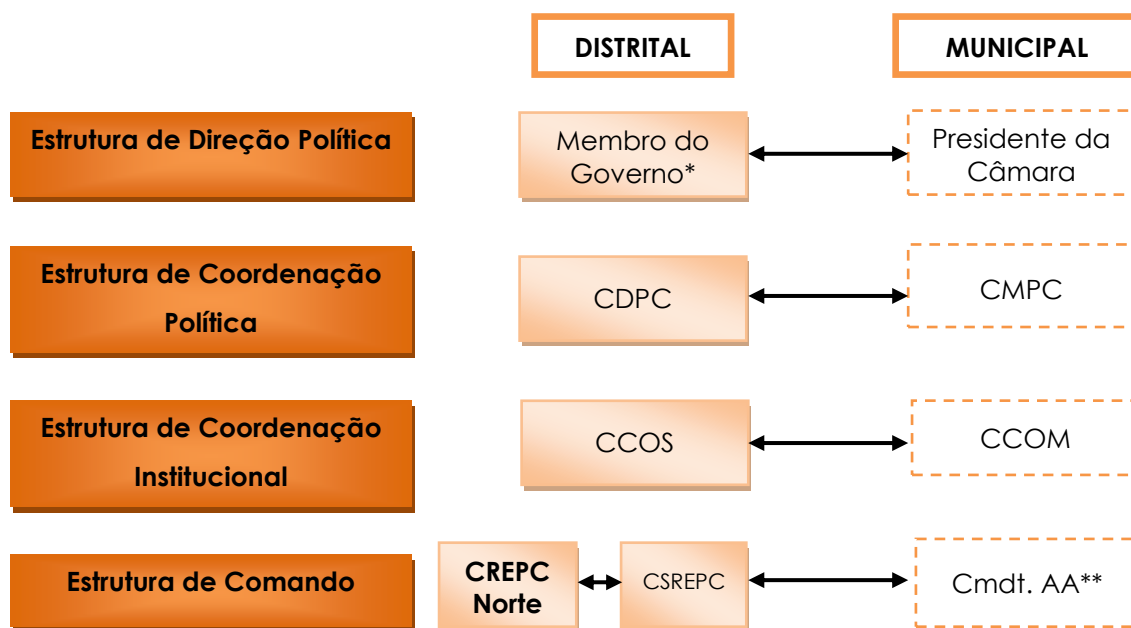 DISTRITAL
MUNICIPAL
Estrutura de Direção Política
Membro do
Governo*
Presidente da
Câmara
Estrutura de Coordenação
Política
CDPC
CMPC
Estrutura de Coordenação
Institucional
CCOS
CCOM
Estrutura de Comando
CREPC
Norte
CSREPC
Cmdt. AA**